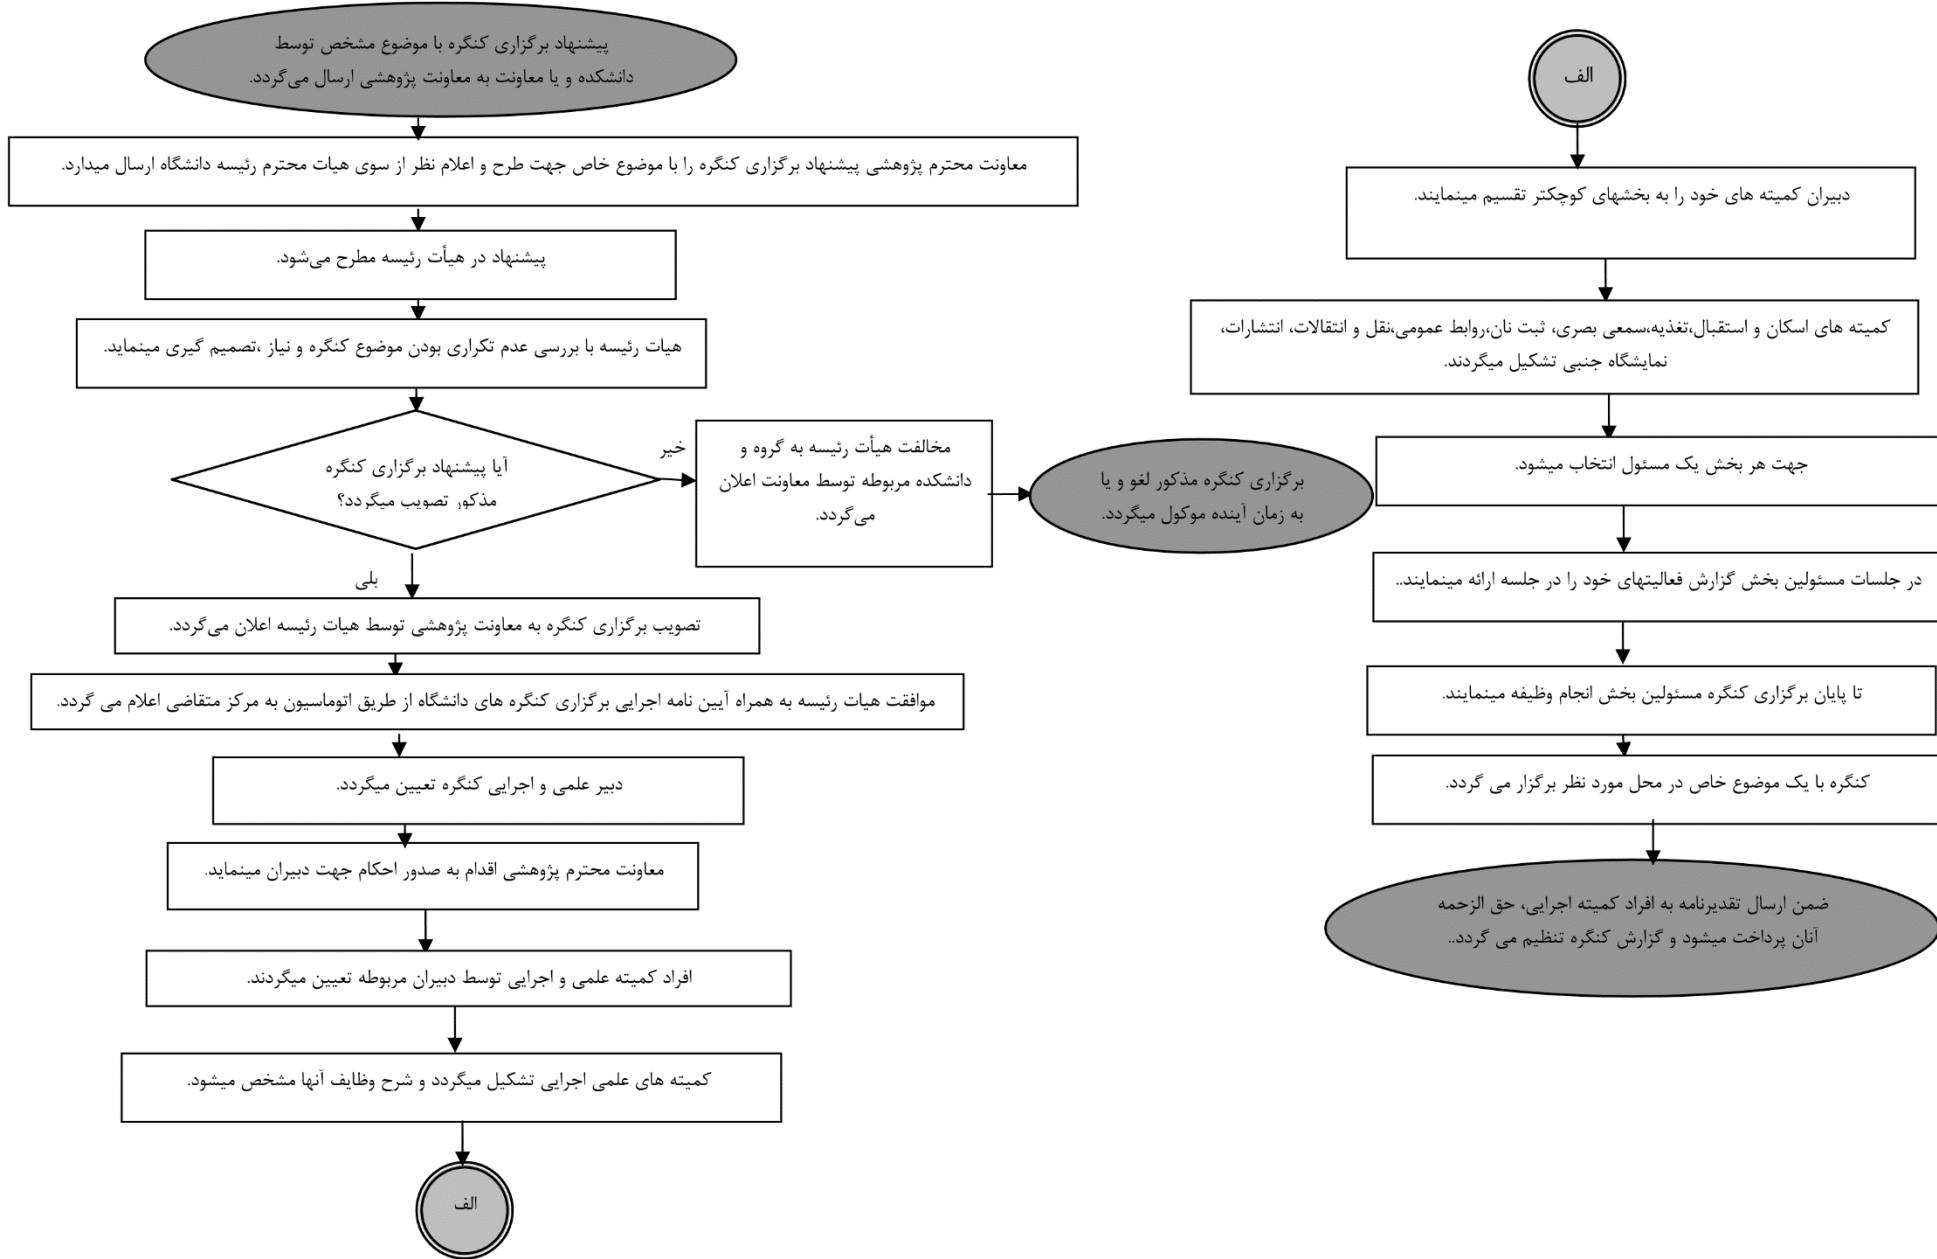 پیشنهاد برگزاری کنگره با موضوع مشخص توسط
دانشکده و یا معاونت به معاونت پژوهشی ارسال می‌گردد.
معاونت محترم پژوهشی پیشنهاد برگزاری کنگره را با موضوع خاص جهت طرح و اعلام نظر از سوی هیات محترم رئیسه دانشگاه ارسال میدارد.
پیشنهاد در هیأت رئیسه مطرح می‌شود.
هیات رئیسه با بررسی عدم تکراری بودن موضوع کنگره و نیاز ،تصمیم گیری مینماید.
آیا پیشنهاد برگزاری کنگره
مذکور تصویب میگردد؟
خیر
مخالفت هیأت رئیسه به گروه و
دانشکده مربوطه توسط معاونت اعلان
می‌گردد.
برگزاری کنگره مذکور لغو و یا
به زمان آینده موکول میگردد.
بلی
تصویب برگزاری کنگره به معاونت پژوهشی توسط هیات رئیسه اعلان می‌گردد.
موافقت هیات رئیسه به همراه آیین نامه اجرایی برگزاری کنگره های دانشگاه از طریق اتوماسیون به مرکز متقاضی اعلام می گردد.
دبیر علمی و اجرایی کنگره تعیین میگردد.
معاونت محترم پژوهشی اقدام به صدور احکام جهت دبیران مینماید.
افراد کمیته علمی و اجرایی توسط دبیران مربوطه تعیین میگردند.
کمیته های علمی اجرایی تشکیل میگردد و شرح وظایف آنها مشخص میشود.
الف
الف
دبیران کمیته های خود را به بخشهای کوچکتر تقسیم مینمایند.
کمیته های اسکان و استقبال،تغذیه،سمعی بصری، ثبت نان،روابط عمومی،نقل و انتقالات، انتشارات،
نمایشگاه جنبی تشکیل میگردند.
جهت هر بخش یک مسئول انتخاب میشود.
در جلسات مسئولین بخش گزارش فعالیتهای خود را در جلسه ارائه مینمایند..
تا پایان برگزاری کنگره مسئولین بخش انجام وظیفه مینمایند.
کنگره با یک موضوع خاص در محل مورد نظر برگزار می گردد.
ضمن ارسال تقدیرنامه به افراد کمیته اجرایی، حق الزحمه
آنان پرداخت میشود و گزارش کنگره تنظیم می گردد..